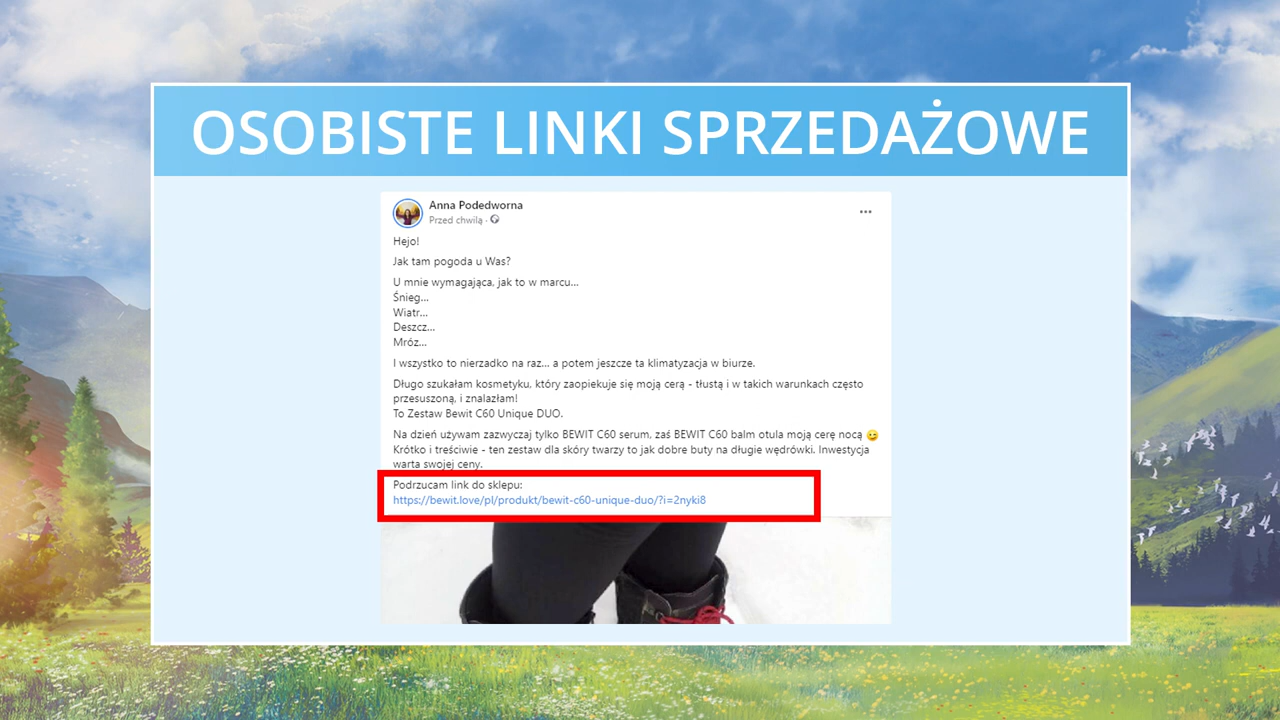 OSOBISTE LINKI SPRZEDAŻOWE
Anna Podedworna
Przed chwilą ·
Hejo!
Jak tam pogoda u Was?
U mnie wymagająca, jak to w marcu...
Śnieg...
Wiatr...
Deszcz...
Mróz...
I wszystko to nierzadko na raz... a potem jeszcze ta klimatyzacja w biurze.
Długo szukałam kosmetyku, który zaopiekuje się moją cerą - tłustą i w takich warunkach często
przesuszoną, i znalazłam!
To Zestaw Bewit C60 Unique DUO.
Na dzień używam zazwyczaj tylko BEWIT C60 serum, zaś BEWIT C60 balm otula moją cerę nocą 😉
Krótko i treściwie - ten zestaw dla skóry twarzy to jak dobre buty na długie wędrówki. Inwestycja
warta swojej ceny.
Podrzucam link do sklepu:
https://bewit.love/pl/produkt/bewit-c60-unique-duo/?i=2nyki8